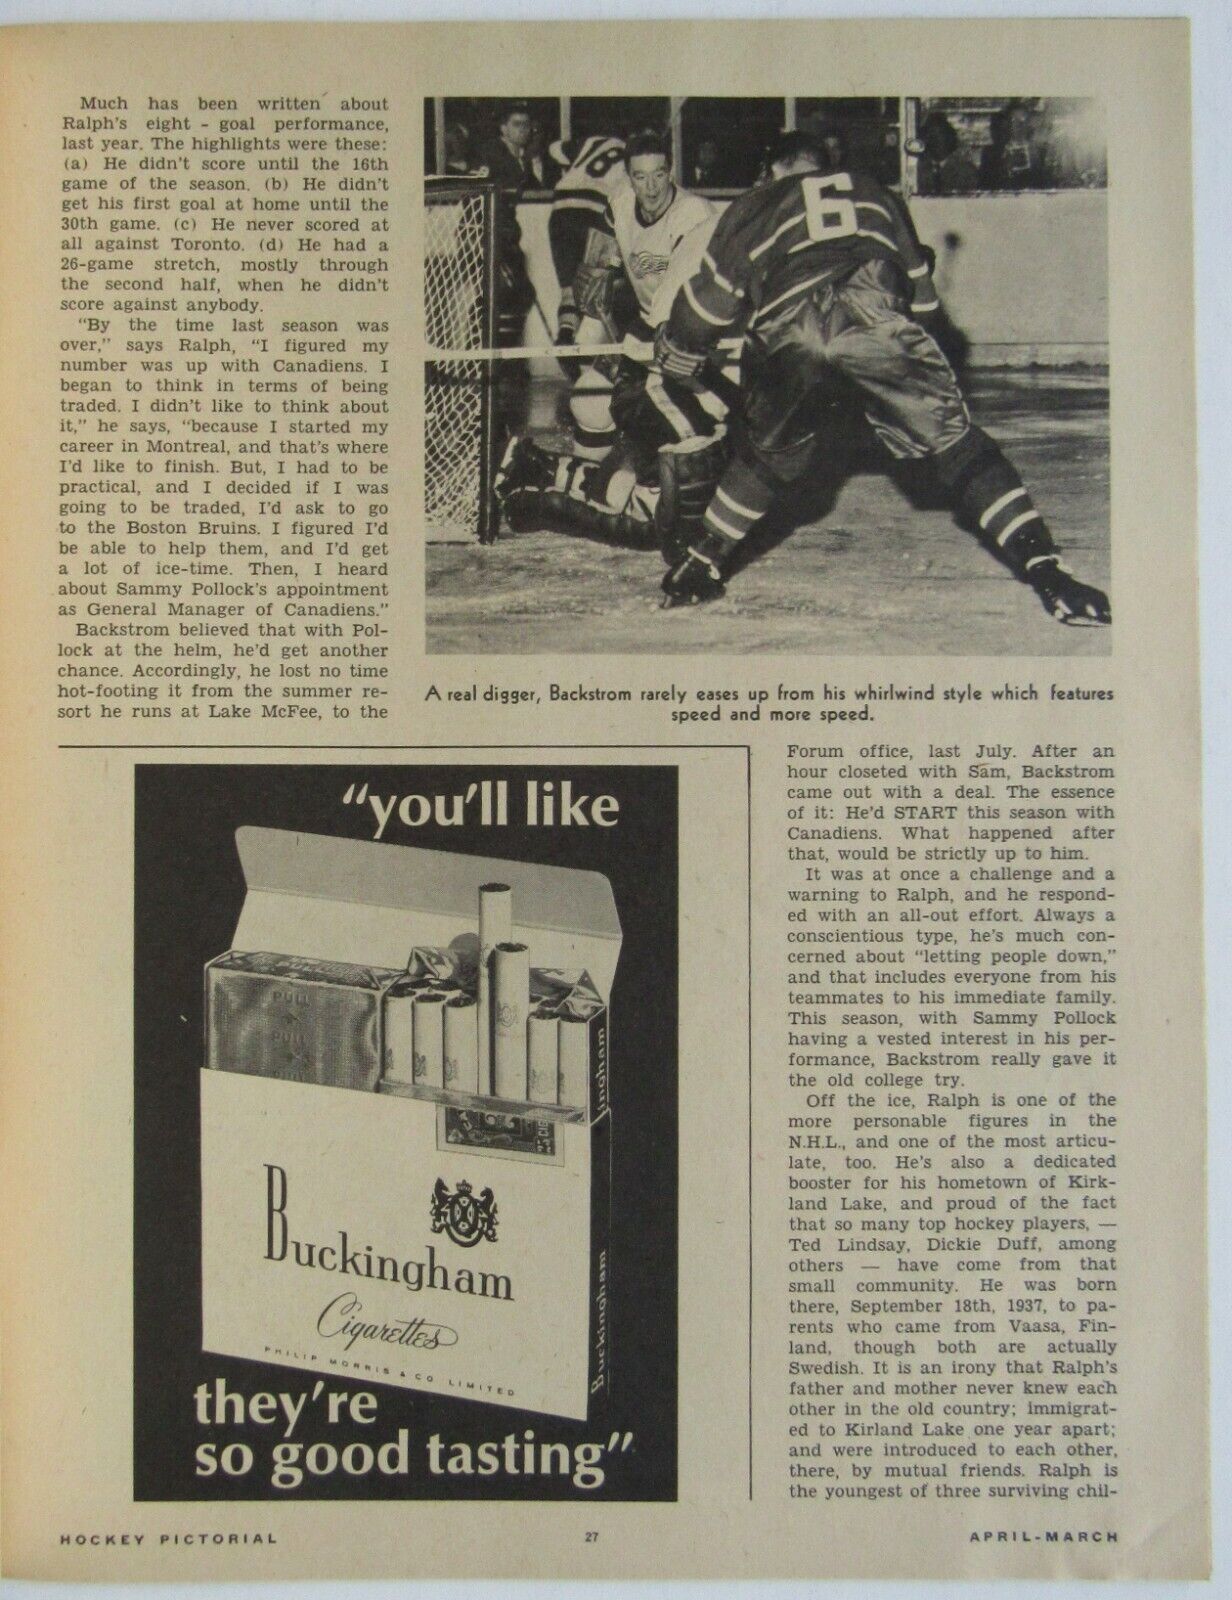 Much has been written about
Ralph's eight - goal performance,
last year. The highlights were these:
(a) He didn't score until the 16th
game of the season. (b) He didn't
get his first goal at home until the
30th game. (c) He never scored at
all against Toronto. (d) He had a
26-game stretch, mostly through
the second half, when he didn't
score against anybody.
"By the time last season was
over," says Ralph, "I figured my
number was up with Canadiens. I
began to think in terms of being
traded. I didn't like to think about
it," he says, "because I started my
career in Montreal, and that's where
I'd like to finish. But, I had to be
practical, and I decided if I was
going to be traded, I'd ask to go
to the Boston Bruins. I figured I'd
be able to help them, and I'd get
a lot of ice-time. Then, I heard
about Sammy Pollock's appointment
as General Manager of Canadiens."
Backstrom believed that with Pol-
lock at the helm, he'd get another
chance. Accordingly, he lost no time
hot-footing it from the summer re-
sort he runs at Lake McFee, to the
8
6
A real digger, Backstrom rarely eases up from his whirlwind style which features
speed and more speed.
"you'll like
PULL
PULL
Buckingham
Cigarettes
PHILIP MORRIS & CO LIMITED
Buckingham
they're
so good tasting"
Forum office, last July. After an
hour closeted with Sam, Backstrom
came out with a deal. The essence
of it: He'd START this season with
Canadiens. What happened after
that, would be strictly up to him.
It was at once a challenge and a
warning to Ralph, and he respond-
ed with an all-out effort. Always a
conscientious type, he's much con-
cerned about "letting people down,"
and that includes everyone from his
teammates to his immediate family.
This season, with Sammy Pollock
having a vested interest in his per-
formance, Backstrom really gave it
the old college try.
Off the ice, Ralph is one of the
more personable figures in the
N.H.L., and one of the most articu-
late, too. He's also a dedicated
booster for his hometown of Kirk-
land Lake, and proud of the fact
that so many top hockey players, —
Ted Lindsay, Dickie Duff, among
others — have come from that
small community. He was born
there, September 18th, 1937, to pa-
rents who came from Vaasa, Fin-
land, though both are actually
Swedish. It is an irony that Ralph's
father and mother never knew each
other in the old country; immigrat-
ed to Kirland Lake one year apart;
and were introduced to each other,
there, by mutual friends. Ralph is
the youngest of three surviving chil-
HOCKEY PICTORIAL
27
APRIL-MARCH